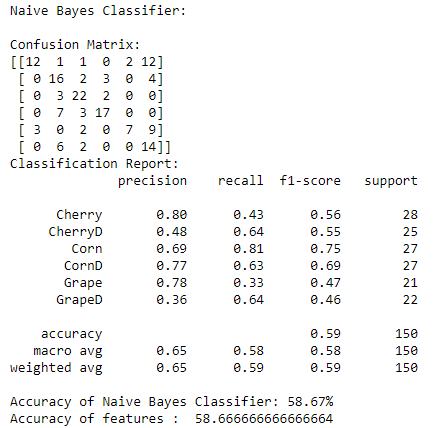 Naive Bayes Classifier:
Confusion Matrix:
[[12 1 1 0 2 12]
[ 0 16 2 3 0 4]
[ 0 3 22 2 0 0]
[ 0 7 3 17 0 0]
[ 3 0 2 0 7 9]
[ 0 6 2 0 0 14]]
Classification Report:
precision recall f1-score support
Cherry 0.80 0.43 0.56 28
CherryD 0.48 0.64 0.55 25
Corn 0.69 0.81 0.75 27
CornD 0.77 0.63 0.69 27
Grape 0.78 0.33 0.47 21
GrapeD 0.36 0.64 0.46 22
accuracy 0.59 150
macro avg 0.65 0.58 0.58 150
weighted avg 0.65 0.59 0.59 150
Accuracy of Naive Bayes Classifier: 58.67%
Accuracy of features : 58.666666666666664